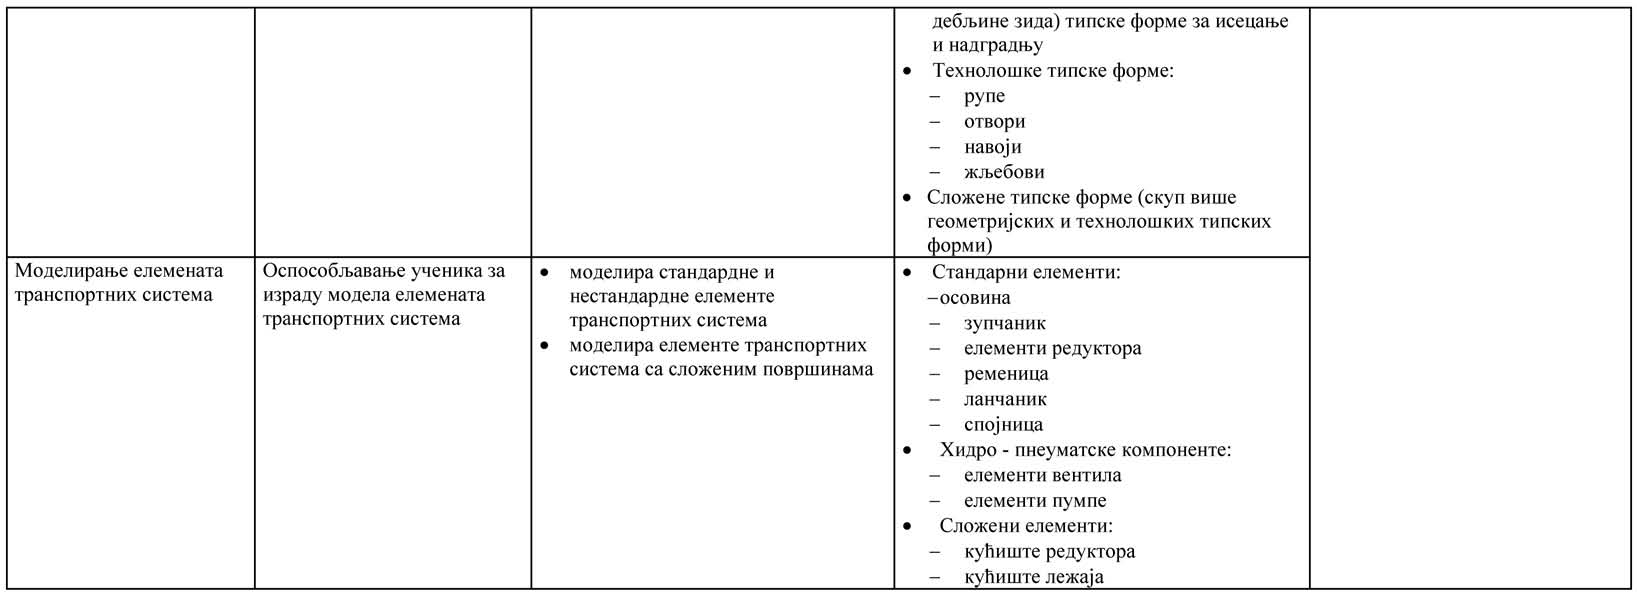 дебљине зида) типске форме за исецање
и надградњу
• Технолошке типске форме:
– рупе
– отвори
– навоји
– жљебови
• Сложене типске форме (скуп више
геометријских и технолошких типских
форми)
Моделирање елемената
транспортних система
Оспособљавање ученика за
израду модела елемената
транспортних система
• моделира стандардне и
нестандардне елементе
транспортних система
• моделира елементе транспортних
система са сложеним површинама
• Стандарни елементи:
–осовина
– зупчаник
– елементи редуктора
– ременица
– ланчаник
– спојница
• Хидро - пнеуматске компоненте:
– елементи вентила
– елементи пумпе
• Сложени елементи:
– кућиште редуктора
– кућиште лежаја